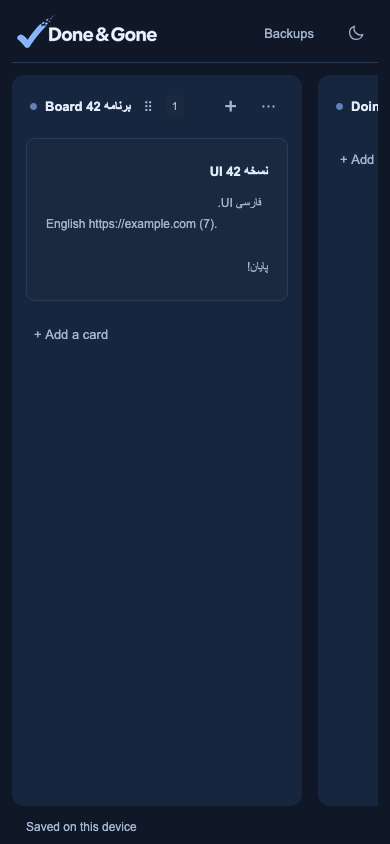 Done & Gone
Backups
Board 42 برنامه
1
نسخه 42 UI
فارسی UI.
English https://example.com (7).
پایان!
+ Add a card
Doin
+ Add
Saved on this device